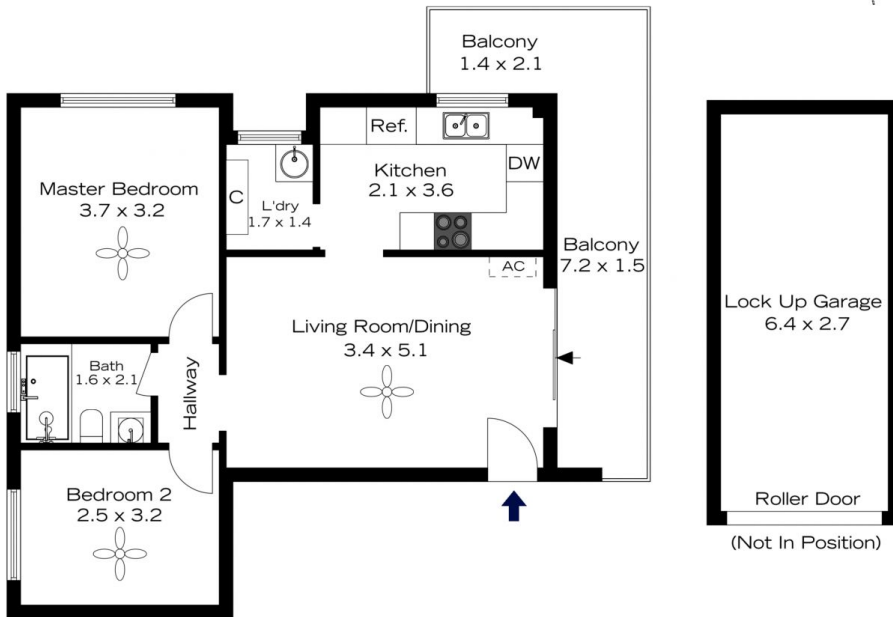 Balcony
1.4 x 2.1
Ref.
Master Bedroom
3.7 x 3.2
C
L'dry
1.7 x 1.4
Kitchen
2.1 x 3.6
DW
Balcony
7.2 x 1.5
AC
Living Room/Dining
3.4 x 5.1
Bath
1.6 x 2.1
Hallway
Bedroom 2
2.5 x 3.2
Lock Up Garage
6.4 x 2.7
Roller Door
(Not In Position)